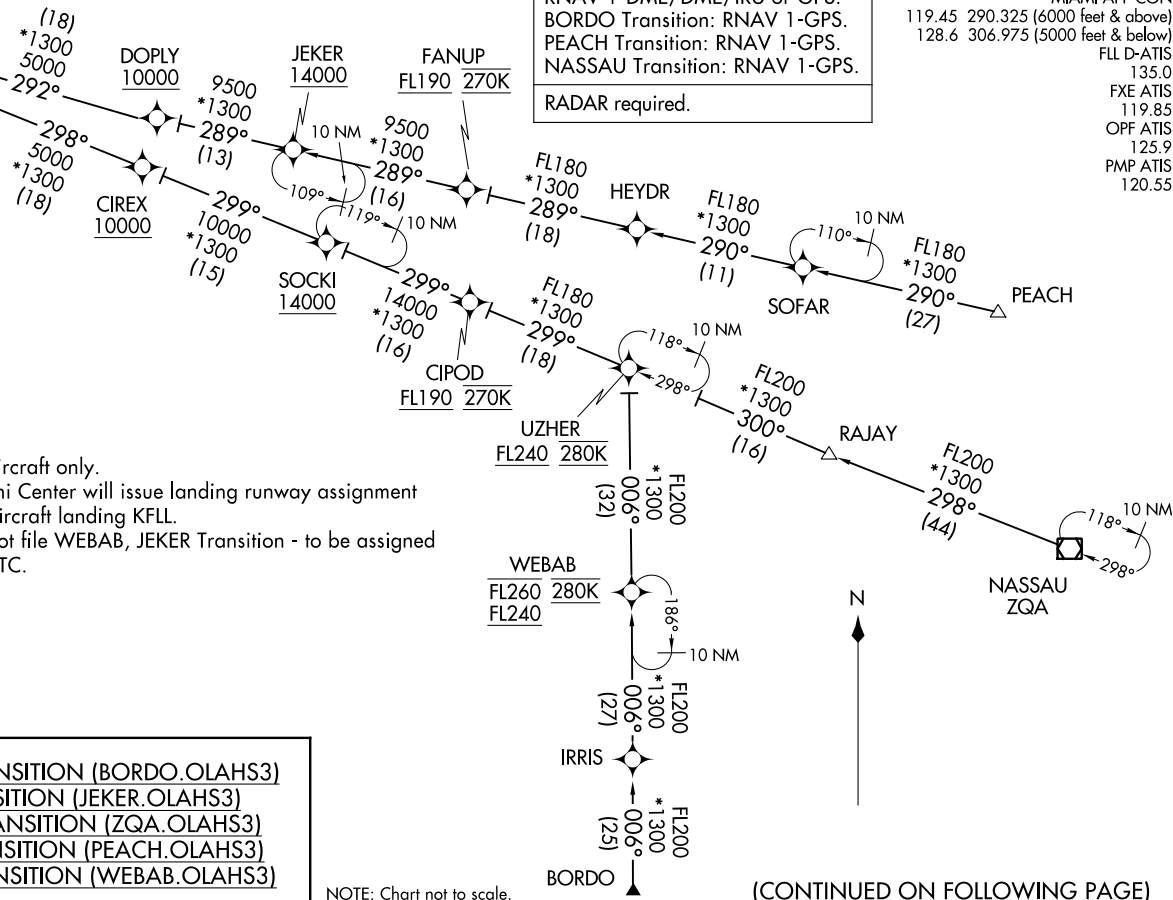 RNAV 1-DME/DME/IRU or GPS.
BORDO Transition: RNAV 1-GPS.
PEACH Transition: RNAV 1-GPS.
NASSAU Transition: RNAV 1-GPS.
RADAR required.
MIAMI APP CON
119.45 290.325 (6000 feet & above)
128.6 306.975 (5000 feet & below)
FLL D-ATIS
135.0
FXE ATIS
119.85
OPF ATIS
125.9
PMP ATIS
120.55
(18)
*1300
5000
292°
DOPLY
10000
9500
*1300
289°
(13)
JEKER
14000
10 NM
109°
9500
*1300
289°
(16)
FANUP
FL190 270K
FL180
*1300
289°
(18)
HEYDR
FL180
*1300
290°
(11)
110°
10 NM
SOFAR
FL180
*1300
290°
(27)
PEACH
298°
5000
*1300
(18)
CIREX
10000
299°
10000
*1300
(15)
119°
10 NM
SOCKI
14000
299°
14000
*1300
(16)
CIPOD
FL190 270K
FL180
*1300
299°
(18)
118°
10 NM
298°
UZHER
FL240 280K
FL200
*1300
300°
(16)
RAJAY
FL200
*1300
298°
(44)
118°
10 NM
298°
NASSAU
ZQA
FL200
*1300
006°
(32)
WEBAB
FL260 280K
FL240
186°
10 NM
FL200
*1300
006°
(27)
IRRIS
FL200
*1300
006°
(25)
BORDO
N
rcraft only.
ni Center will issue landing runway assignment
ircraft landing KFLL.
ot file WEBAB, JEKER Transition - to be assigned
TC.
NSITION (BORDO.OLAHS3)
SITION (JEKER.OLAHS3)
ANSITION (ZQA.OLAHS3)
NSITION (PEACH.OLAHS3)
NSITION (WEBAB.OLAHS3)
NOTE: Chart not to scale.
(CONTINUED ON FOLLOWING PAGE)